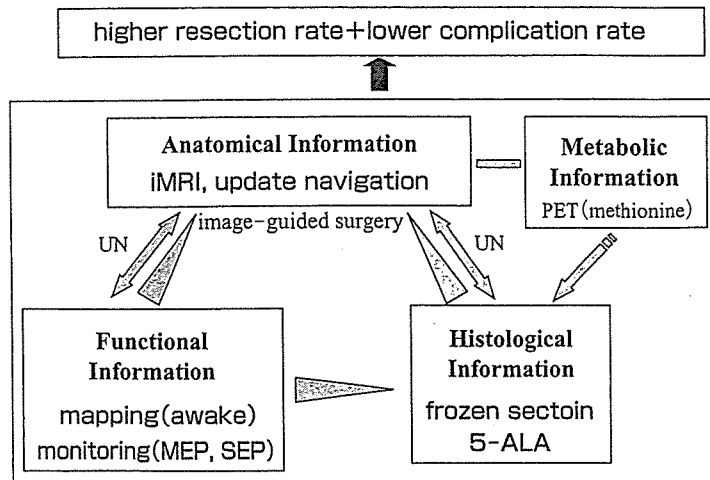 higher resection rate+lower complication rate
Anatomical Information
iMRI, update navigation
Metabolic
Information
PET(methionine)
image-guided surgery
UN
UN
Functional
Information
mapping(awake)
monitoring(MEP, SEP)
Histological
Information
frozen sectoin
5-ALA